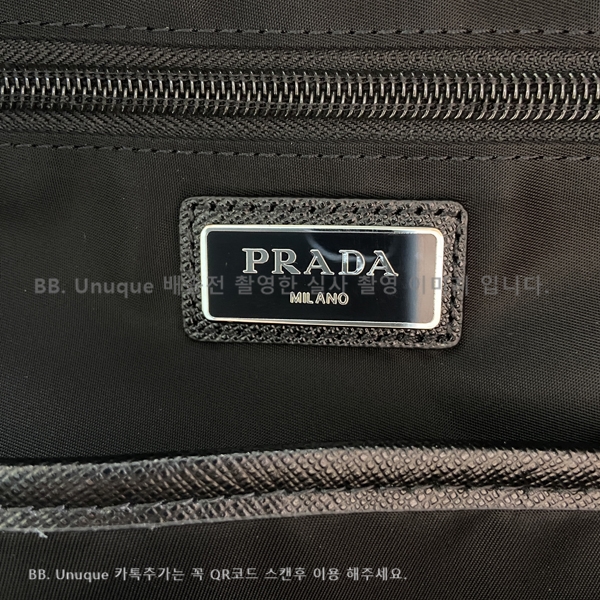 PRADA
MILANO
BB. Unuque 배송전 촬영한 실사 촬영 이미지 입니다.
BB. Unuque 카톡추가는 꼭 QR코드 스캔후 이용 해주세요.